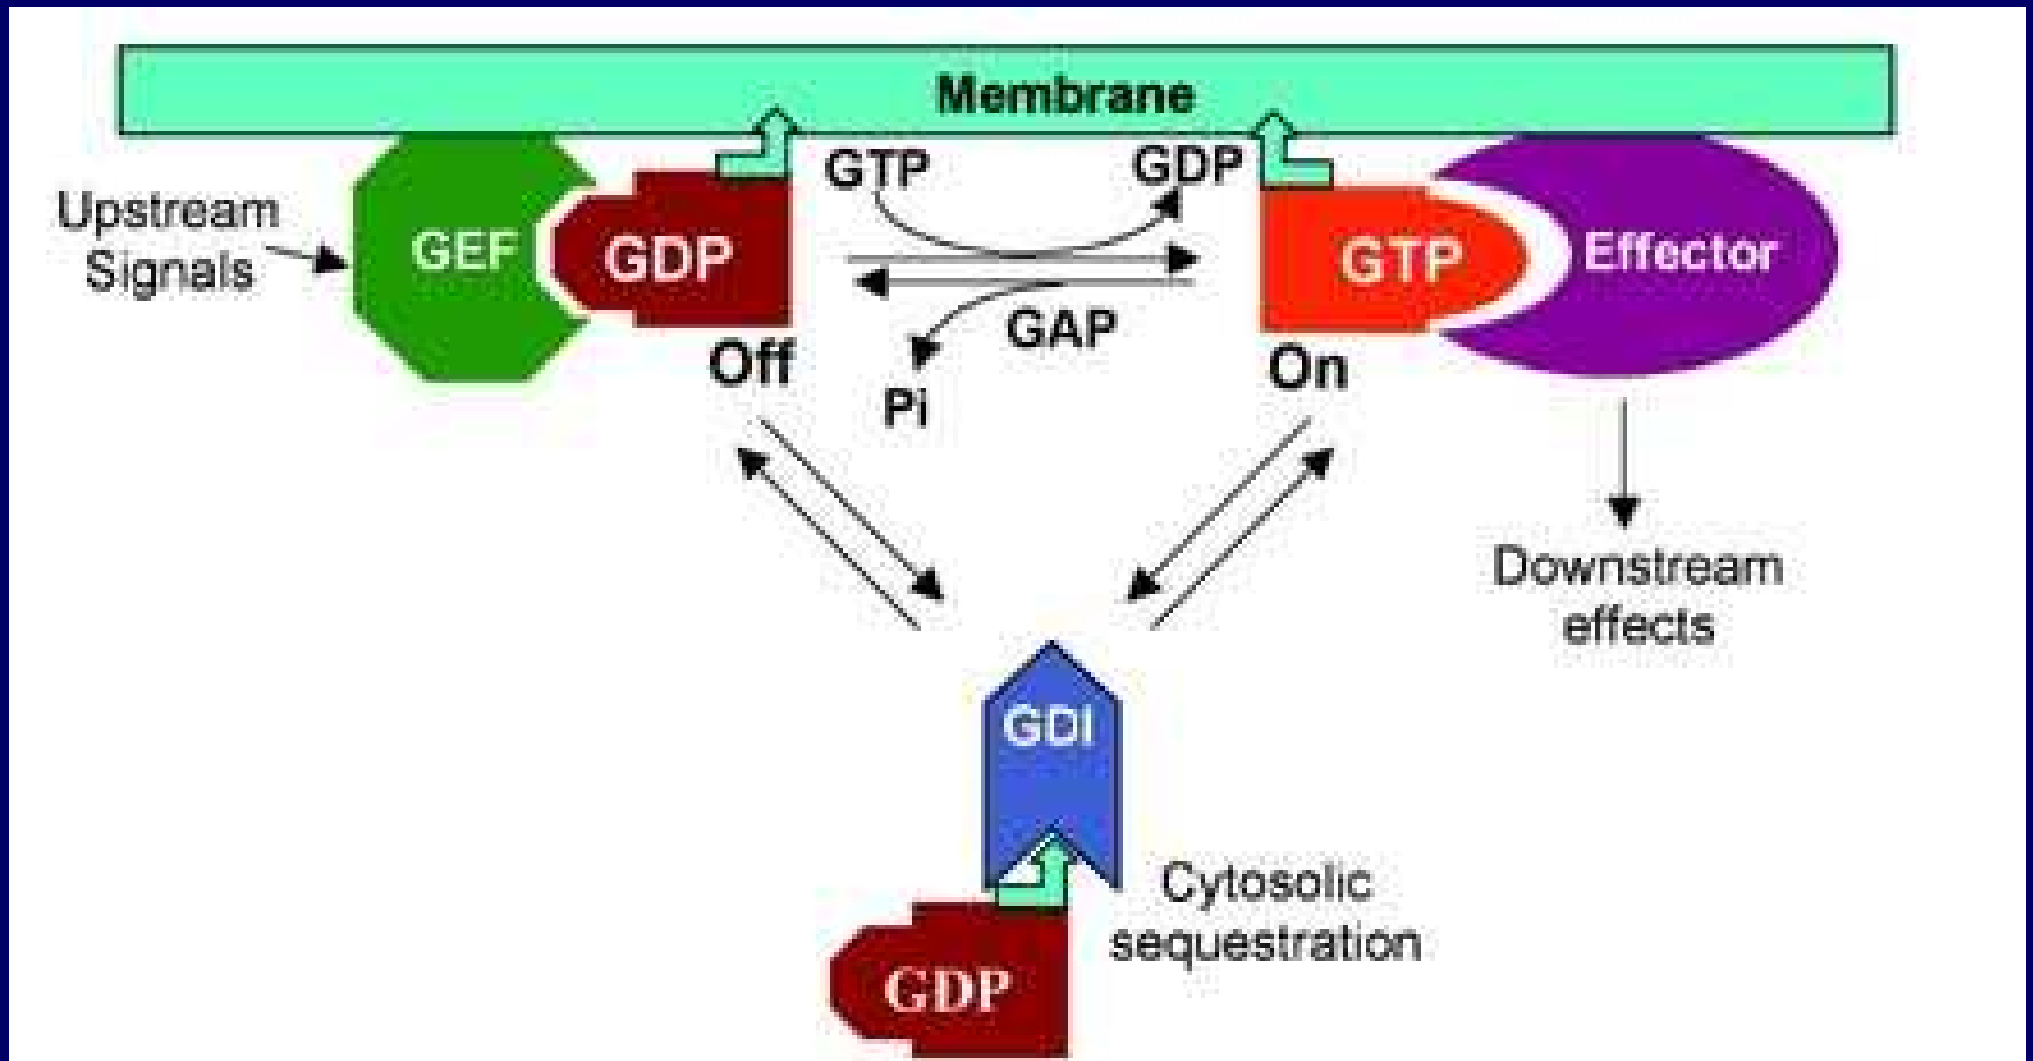 Membrane
GTP
GDP
Upstream
Signals
GEF
GDP
GTP
Effector
GAP
Off
On
Pi
Downstream
effects
GDI
Cytosolic
sequestration
GDP